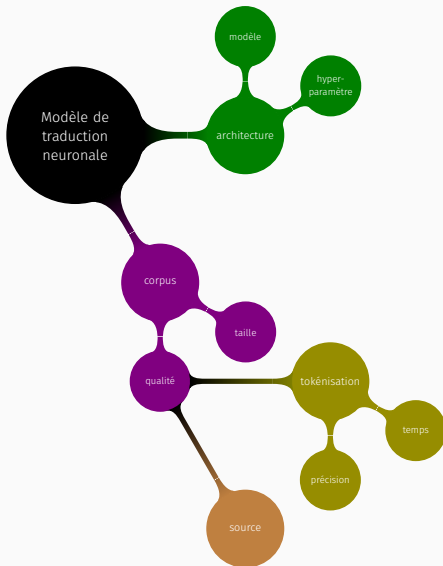 modèle
hyper-
paramètre
Modèle de
traduction
neuronale
architecture
corpus
taille
qualité
tokénisation
temps
précision
source